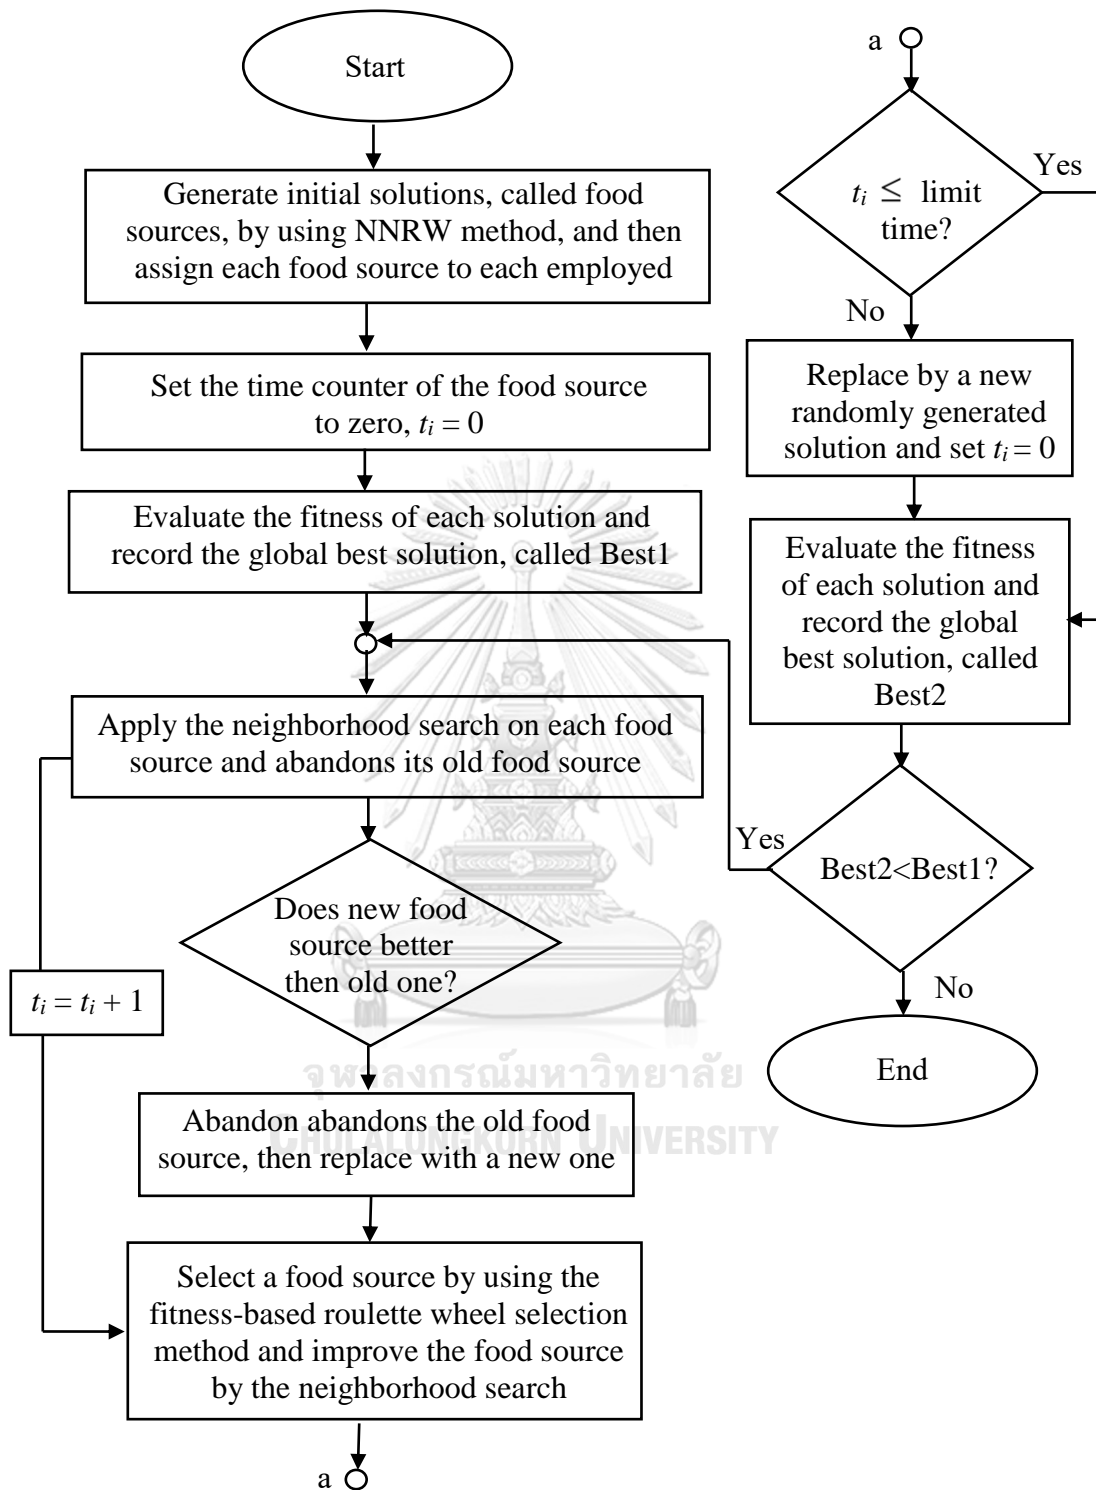 Start
Generate initial solutions, called food
sources, by using NNRW method, and then
assign each food source to each employed
Set the time counter of the food source
to zero, tᵢ = 0
Evaluate the fitness of each solution and
record the global best solution, called Best1
Apply the neighborhood search on each food
source and abandons its old food source
Does new food
source better
then old one?
tᵢ = tᵢ + 1
Abandon abandons the old food
source, then replace with a new one
Select a food source by using the
fitness-based roulette wheel selection
method and improve the food source
by the neighborhood search
a
a
tᵢ ≤ limit
time?
Yes
No
Replace by a new
randomly generated
solution and set tᵢ = 0
Evaluate the fitness
of each solution and
record the global
best solution, called
Best2
Best2<Best1?
Yes
No
End
จุฬาลงกรณ์มหาวิทยาลัย
CHULALONGKORN UNIVERSITY